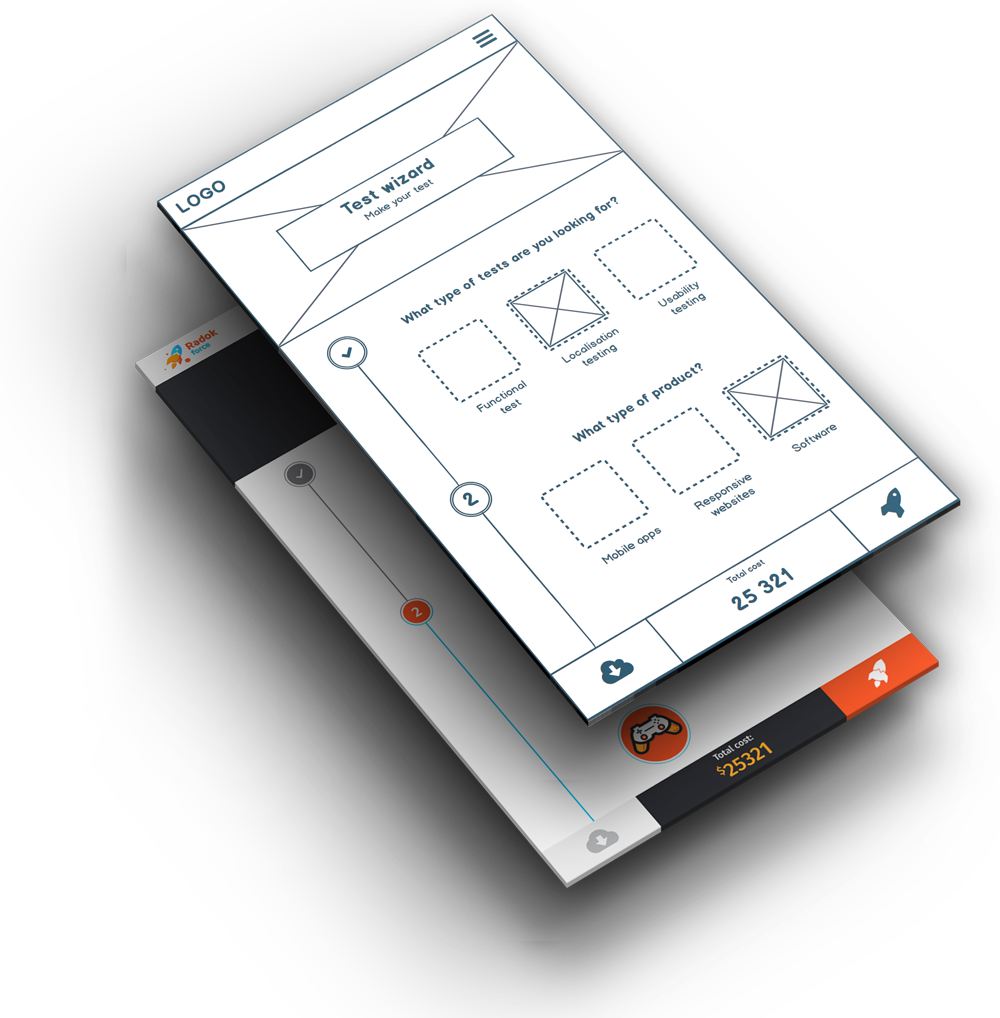 LOGO
Test wizard
Make your test
What type of tests are you looking for?
Functional
test
Localisation
testing
Usability
testing
What type of product?
2
Mobile apps
Responsive
websites
Software
Total cost
25 321
Radok
force
2
Total cost:
$25321